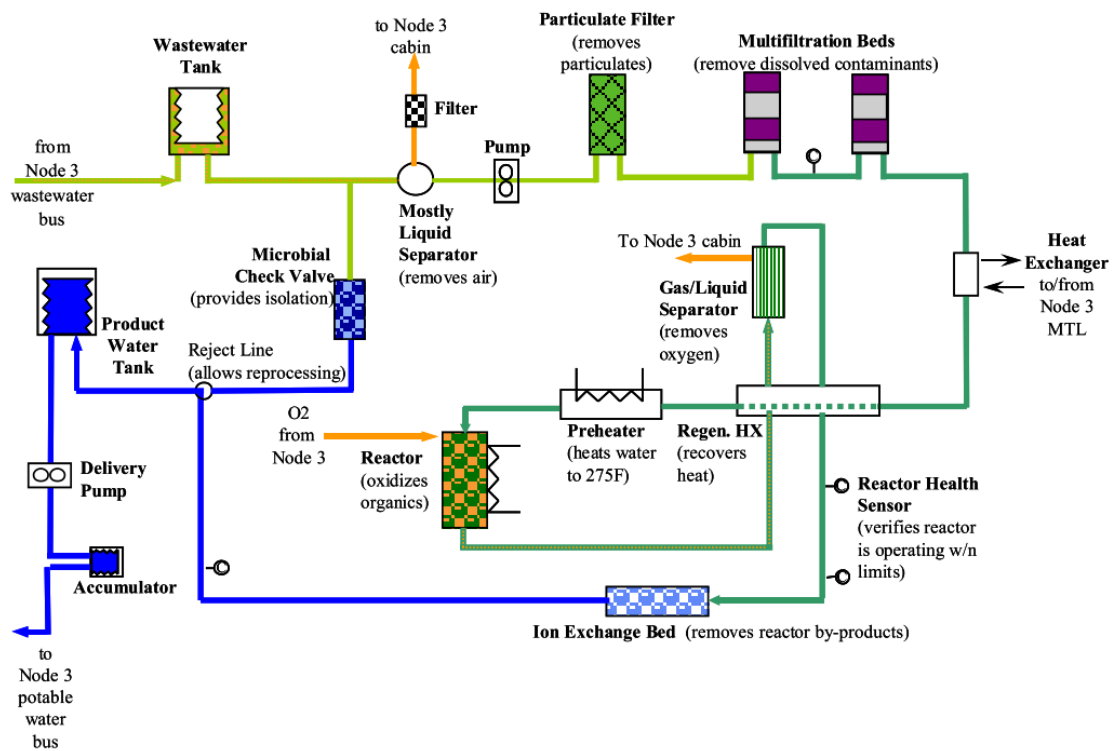 to Node 3
cabin
Wastewater
Tank
Filter
Particulate Filter
(removes
particulates)
Multifiltration Beds
(remove dissolved contaminants)
from
Node 3
wastewater
bus
Pump
Mostly
Liquid
Separator
(removes air)
Microbial
Check Valve
(provides isolation)
To Node 3 cabin
Gas/Liquid
Separator
(removes
oxygen)
Heat
Exchanger
to/from
Node 3
MTL
Product
Water
Tank
Reject Line
(allows reprocessing)
O2
from
Node 3
Reactor
(oxidizes
organics)
Preheater
(heats water
to 275F)
Regen. HX
(recovers
heat)
Delivery
Pump
Reactor Health
Sensor
(verifies reactor
is operating w/n
limits)
Accumulator
Ion Exchange Bed (removes reactor by-products)
to
Node 3
potable
water
bus